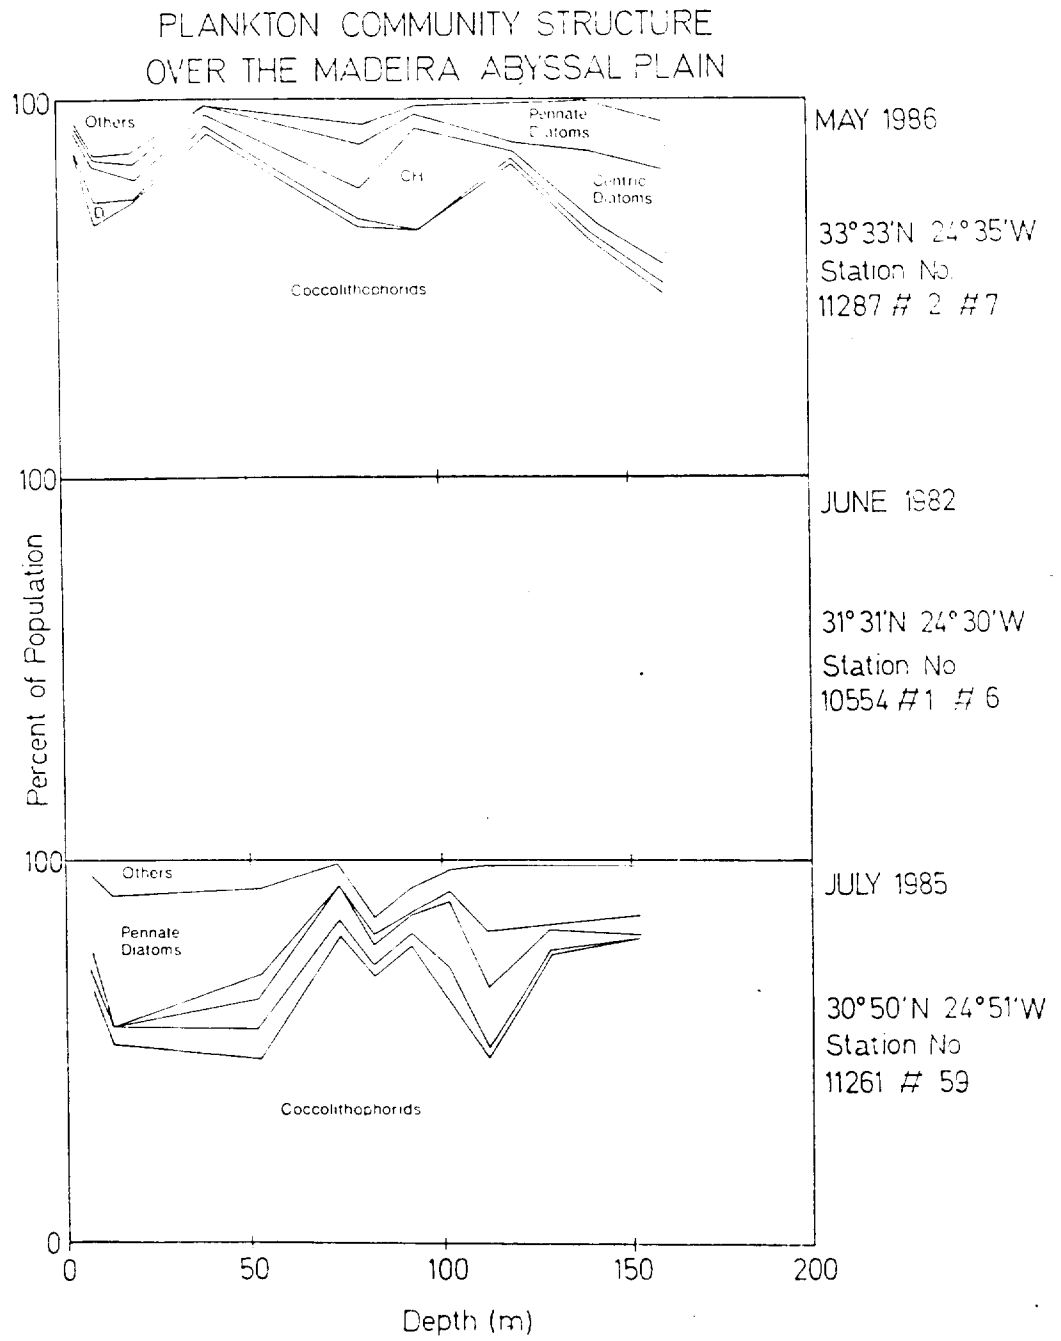 PLANKTON COMMUNITY STRUCTURE
OVER THE MADEIRA ABYSSAL PLAIN
100
Others
D
CH
Pennate
Diatoms
Centric
Diatoms
Coccolithophorids
MAY 1986
33°33'N 24°35'W
Station No.
11287 # 2 #7
100
JUNE 1982
31°31'N 24°30'W
Station No
10554 #1 # 6
Percent of Population
100
Others
Pennate
Diatoms
Coccolithophorids
JULY 1985
30°50'N 24°51'W
Station No
11261 # 59
0
0 50 100 150 200
Depth (m)